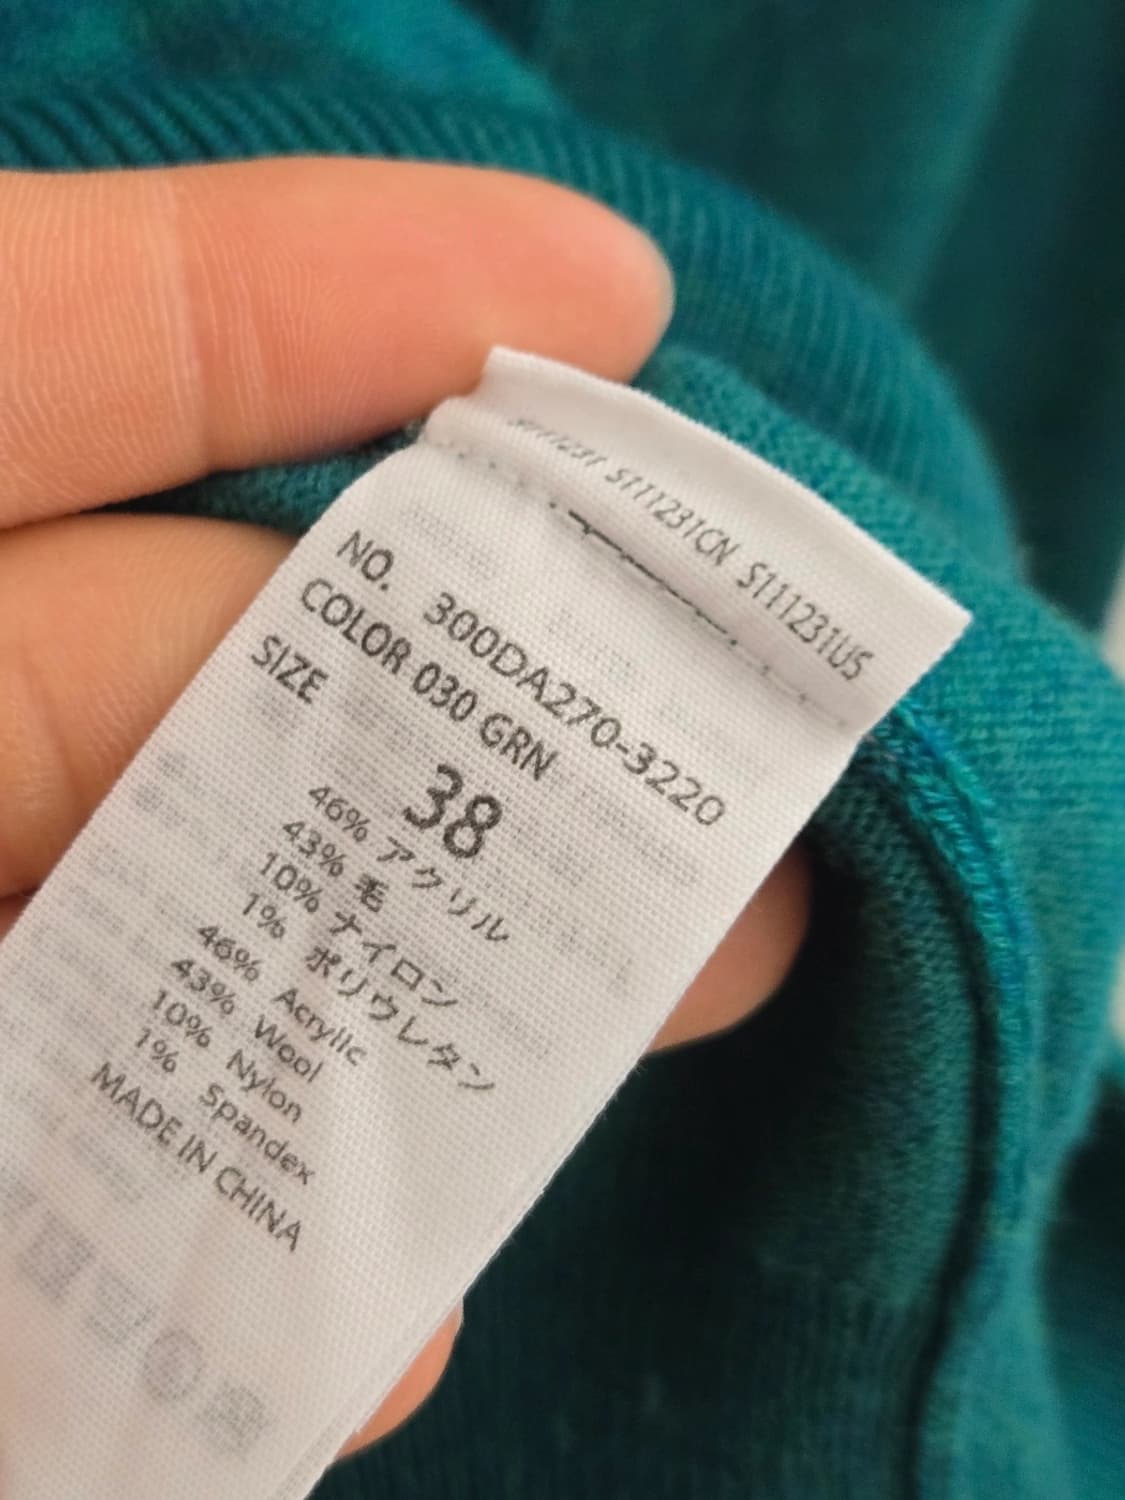 S111231CN S111231US
NO. 300DA270-3220
COLOR 030 GRN
SIZE
38
46% アクリル
43% 毛
10% ナイロン
1% ポリウレタン
46% Acrylic
43% Wool
10% Nylon
1% Spandex
MADE IN CHINA